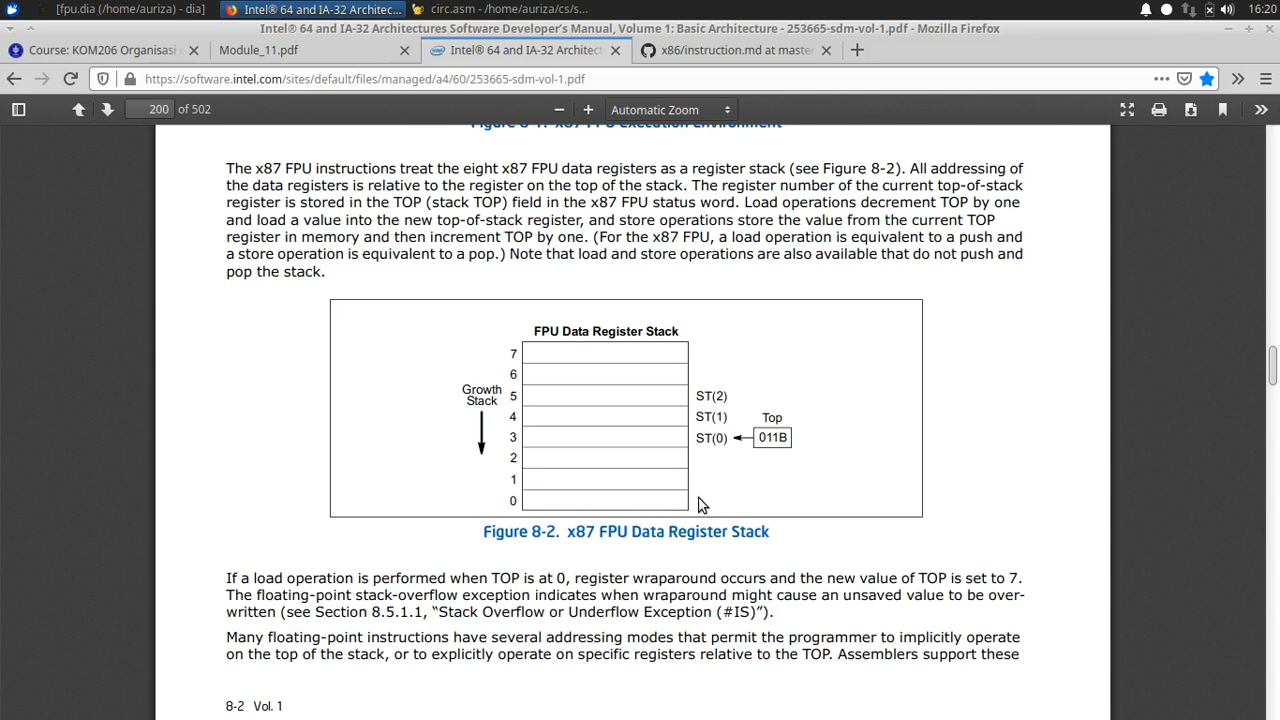 [fpu.dia (/home/auriza) - dia]
Intel® 64 and IA-32 Architec...
circ.asm - /home/auriza/cs/s...
16:20
Intel® 64 and IA-32 Architectures Software Developer's Manual, Volume 1: Basic Architecture - 253665-sdm-vol-1.pdf - Mozilla Firefox
Course: KOM206 Organisasi
Module_11.pdf
Intel® 64 and IA-32 Architect
x86/instruction.md at master
https://software.intel.com/sites/default/files/managed/a4/60/253665-sdm-vol-1.pdf
200 of 502
Automatic Zoom
Figure 8-1. x87 FPU Execution Environment
The x87 FPU instructions treat the eight x87 FPU data registers as a register stack (see Figure 8-2). All addressing of
the data registers is relative to the register on the top of the stack. The register number of the current top-of-stack
register is stored in the TOP (stack TOP) field in the x87 FPU status word. Load operations decrement TOP by one
and load a value into the new top-of-stack register, and store operations store the value from the current TOP
register in memory and then increment TOP by one. (For the x87 FPU, a load operation is equivalent to a push and
a store operation is equivalent to a pop.) Note that load and store operations are also available that do not push and
pop the stack.
FPU Data Register Stack
7
6
Growth
Stack
5 ST(2)
4 ST(1) Top
3 ST(0) 011B
2
1
0
Figure 8-2. x87 FPU Data Register Stack
If a load operation is performed when TOP is at 0, register wraparound occurs and the new value of TOP is set to 7.
The floating-point stack-overflow exception indicates when wraparound might cause an unsaved value to be over-
written (see Section 8.5.1.1, “Stack Overflow or Underflow Exception (#IS)”).
Many floating-point instructions have several addressing modes that permit the programmer to implicitly operate
on the top of the stack, or to explicitly operate on specific registers relative to the TOP. Assemblers support these
8-2 Vol. 1